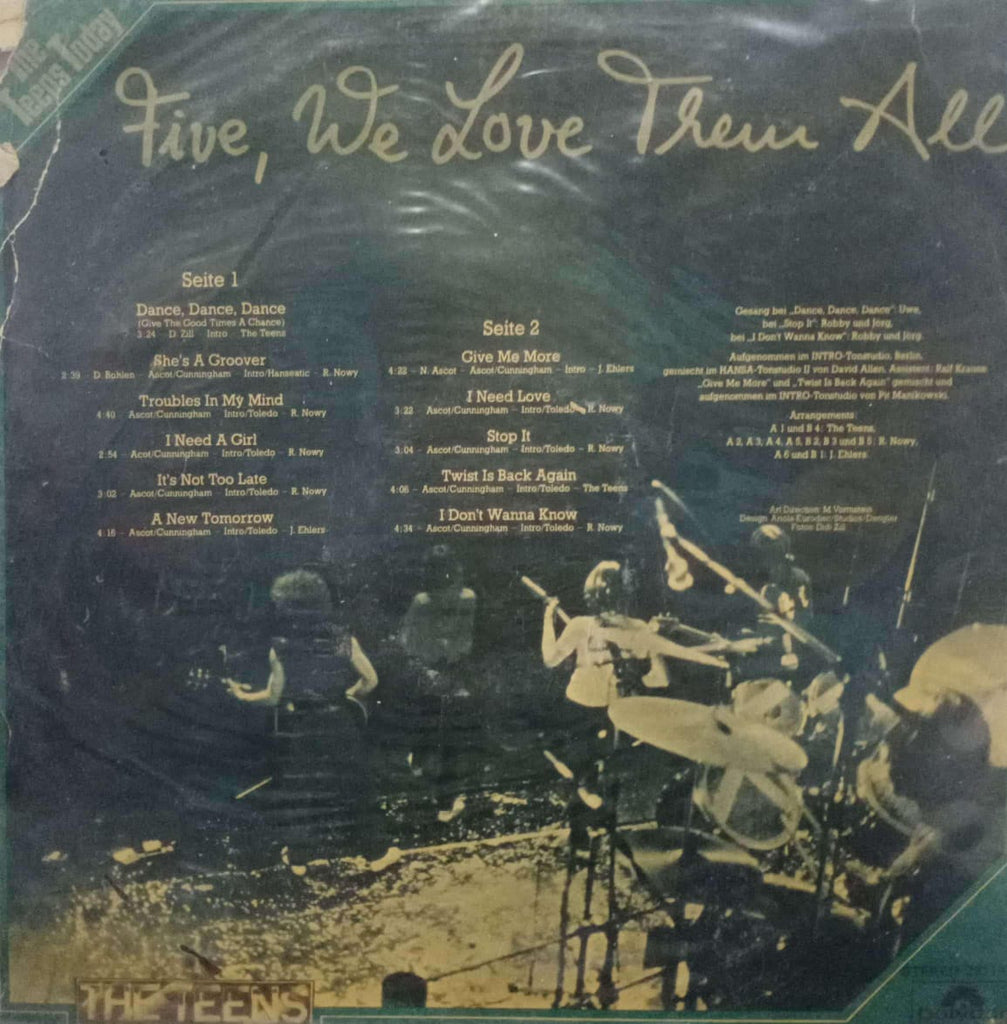 The
Teens Today
Five, We Love Them All
Seite 1
Dance, Dance, Dance
(Give The Good Times A Chance)
3:24 D. Zill Intro The Teens
She's A Groover
2:39 D. Bohlen - Ascot/Cunningham - Intro/Hanseatic - R. Nowy
Troubles In My Mind
4:40 Ascot/Cunningham Intro/Toledo - R. Nowy
I Need A Girl
2:54 Acot/Cunningham Intro/Toledo - R. Nowy
It's Not Too Late
3:02 - Ascot/Cunningham Intro/Toledo - R. Nowy
A New Tomorrow
4:16 Ascot/Cunningham Intro/Toledo - J. Ehlers
Seite 2
Give Me More
4:22 - N. Ascot - Ascot/Cunningham - Intro - J. Ehlers
I Need Love
3:22 - Ascot/Cunningham - Intro/Toledo - R. Nowy
Stop It
3:04 - Ascot/Cunningham - Intro/Toledo - R. Nowy
Twist Is Back Again
4:06 - Ascot/Cunningham - Intro/Toledo - The Teens
I Don't Wanna Know
4:34 - Ascot/Cunningham - Intro/Toledo - R. Nowy
Gesang bei „Dance, Dance, Dance": Uwe,
bei „Stop It": Robby und Jörg,
bei „I Don't Wanna Know": Robby und Jörg.
Aufgenommen im INTRO-Tonstudio, Berlin,
gemischt im HANSA-Tonstudio II von David Allen, Assistent: Ralf Krause
„Give Me More" und „Twist Is Back Again" gemischt und
aufgenommen im INTRO-Tonstudio von Pit
Arrangements:
A 1 und B 4: The Teens,
A 2, A 3, A 4, A 5, B 2, B 3 und B 5: R. Nowy,
A 6 und B 1: J. Ehlers
Art Direction: M.
Design:
Fotos: Didi Zill
THE TEENS
STEREO